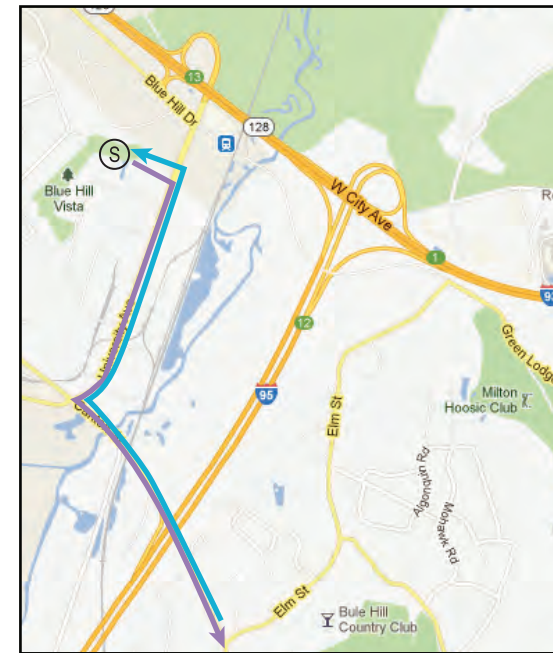 13
Blue Hill Dr
128
S
Blue Hill
Vista
W City Ave
1
93
12
University Ave
95
Green Lodg
Milton
Hoosic Club
Elm St
Algonquin Rd
Mohawk Rd
Elm St
Bule Hill
Country Club